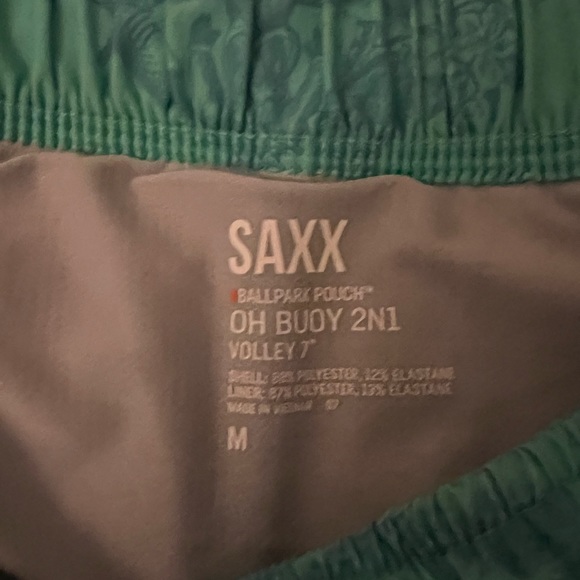 SAXX
BALLPARK POUCH™
OH BUOY 2N1
VOLLEY 7"
SHELL: 88% POLYESTER, 12% ELASTANE
LINER: 87% POLYESTER, 13% ELASTANE
MADE IN VIETNAM 07
M